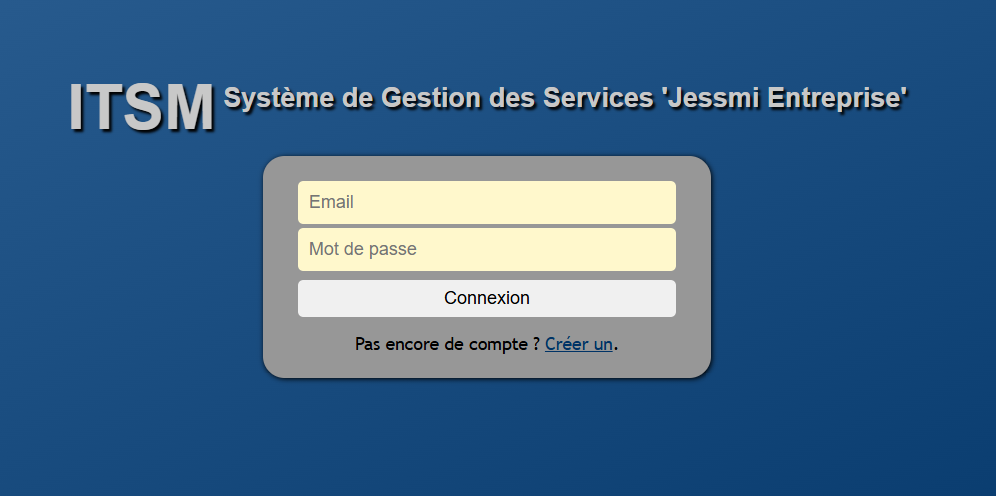 ITSM Système de Gestion des Services 'Jessmi Entreprise'
Email
Mot de passe
Connexion
Pas encore de compte ? Créer un.